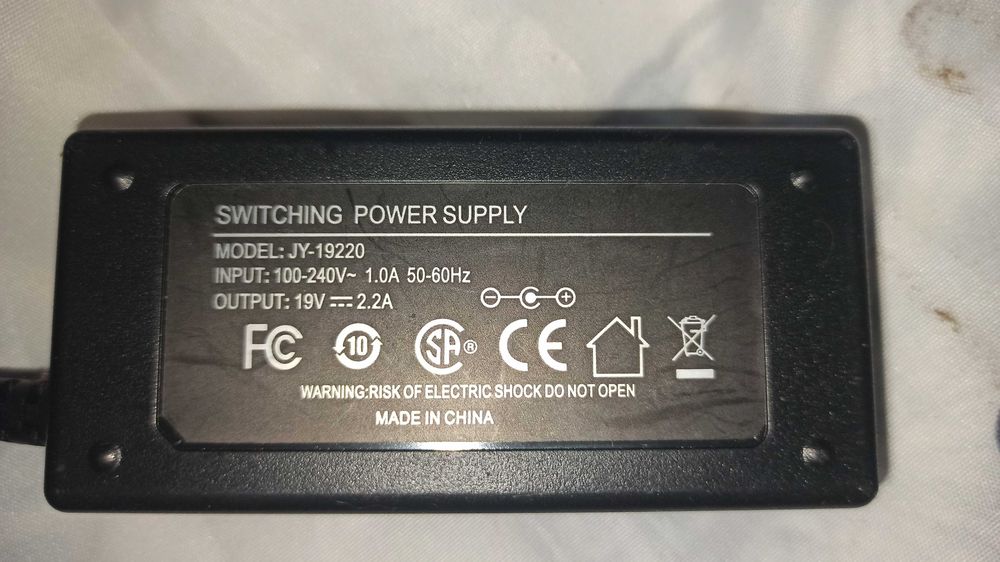 SWITCHING POWER SUPPLY
MODEL: JY-19220
INPUT: 100-240V~ 1.0A 50-60Hz
OUTPUT: 19V⎓2.2A
FC 10 SA® CE
WARNING:RISK OF ELECTRIC SHOCK DO NOT OPEN
MADE IN CHINA